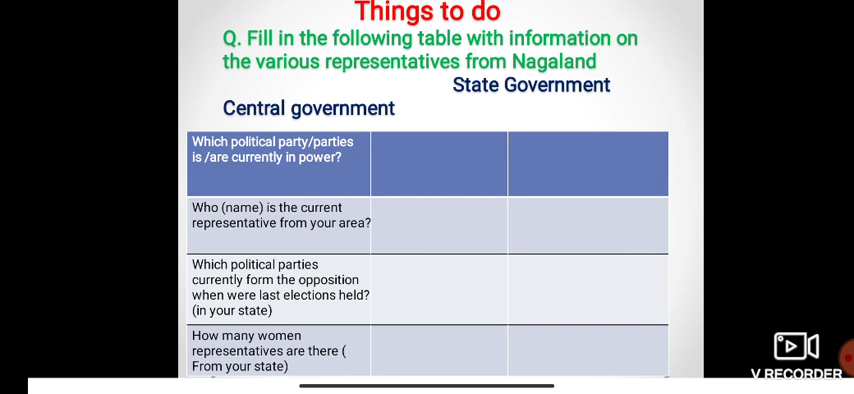 Things to do
Q. Fill in the following table with information on
the various representatives from Nagaland
State Government
Central government
Which political party/parties
is /are currently in power?
Who (name) is the current
representative from your area?
Which political parties
currently form the opposition
when were last elections held?
(in your state)
How many women
representatives are there (
From your state)
V RECORDER